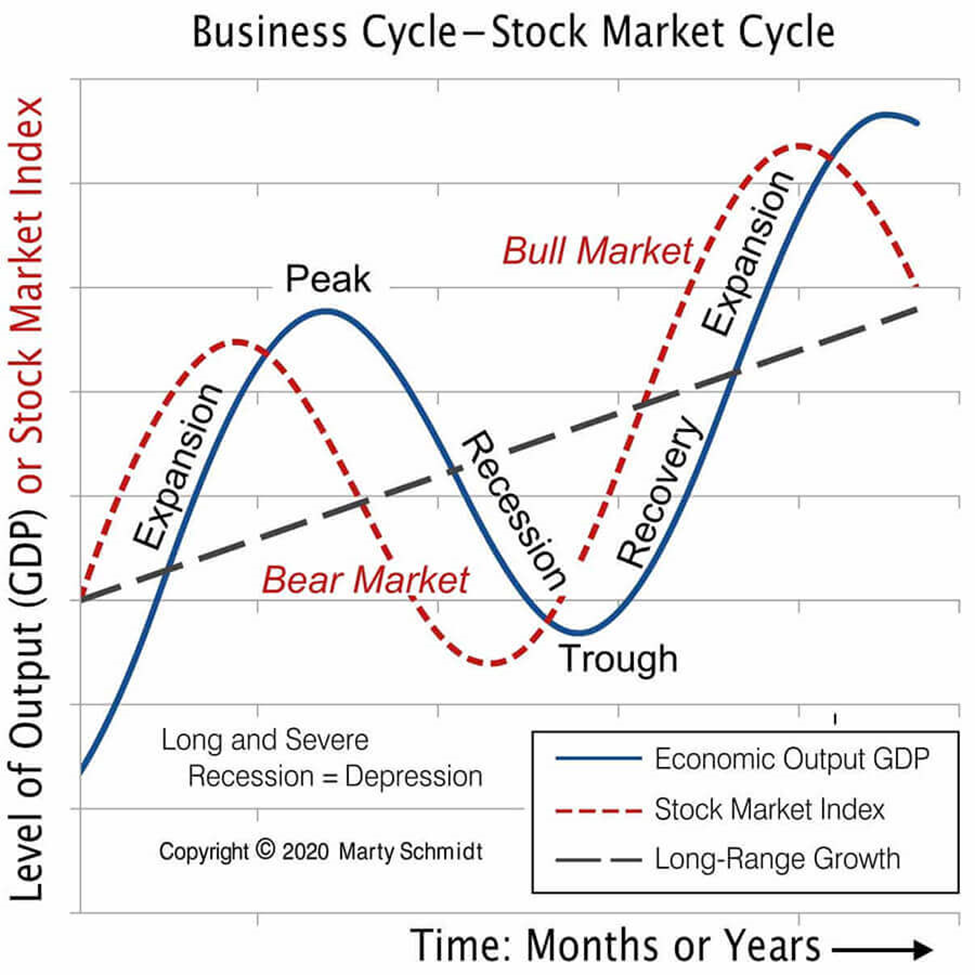 Business Cycle–Stock Market Cycle
Level of Output (GDP) or Stock Market Index
Peak
Expansion
Bull Market
Expansion
Recession
Recovery
Bear Market
Trough
Long and Severe
Recession = Depression
Copyright © 2020 Marty Schmidt
Economic Output GDP
Stock Market Index
Long-Range Growth
Time: Months or Years